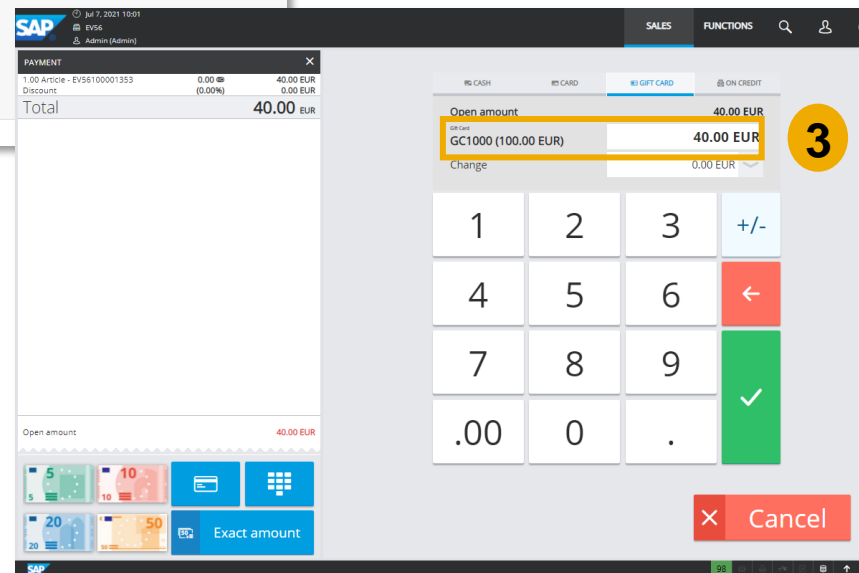 SAP
Jul 7, 2021 10:01
EV56
Admin (Admin)
SALES FUNCTIONS
PAYMENT ×
1.00 Article - EV56100001353 0.00 40.00 EUR
Discount (0.00%) 0.00 EUR
Total 40.00 EUR
CASH CARD GIFT CARD ON CREDIT
Open amount 40.00 EUR
Gift Card
GC1000 (100.00 EUR) 40.00 EUR
3
Change 0.00 EUR
1 2 3 +/-
4 5 6 ←
7 8 9
.00 0 .
Open amount 40.00 EUR
5 5 10 10
20 20 50 50
Exact amount
× Cancel
SAP 98